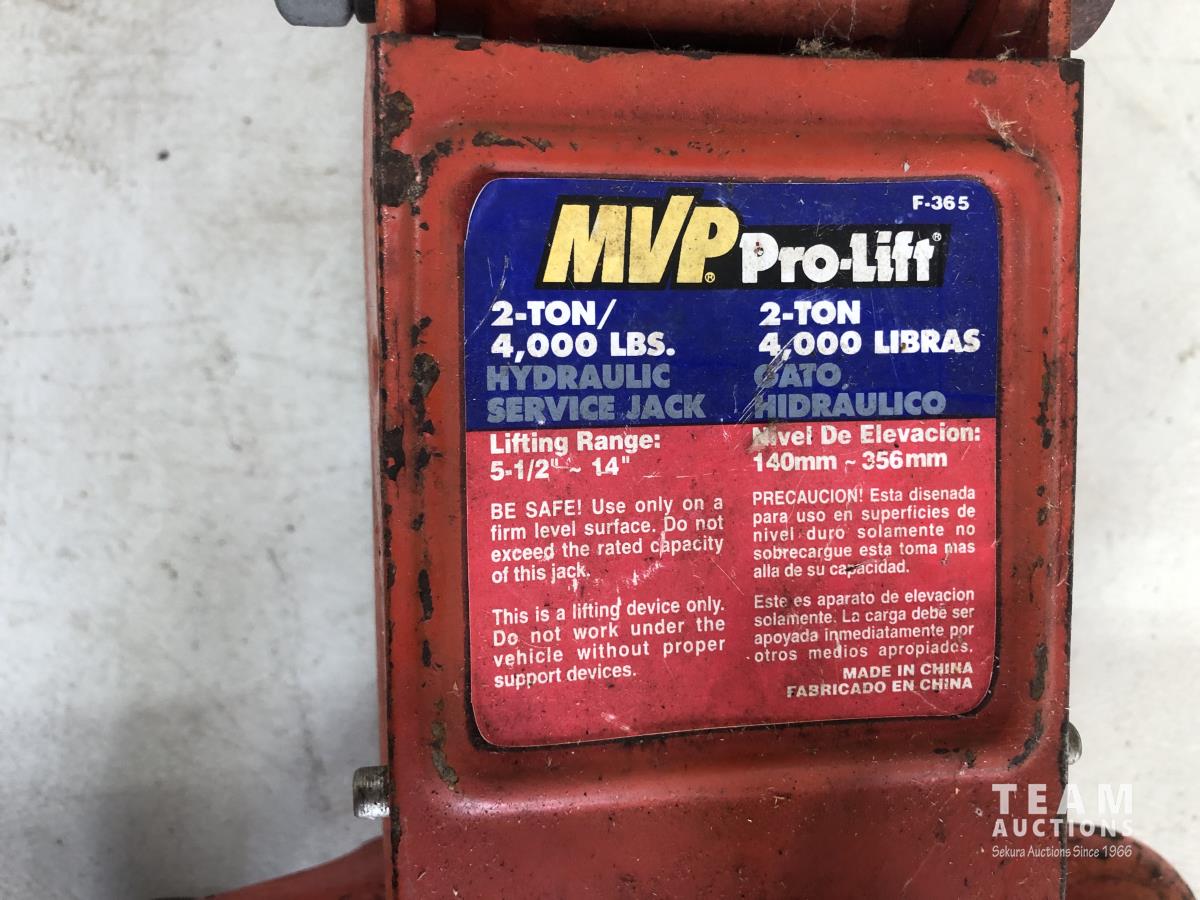 F-365
MVP® Pro-Lift®
2-TON/
4,000 LBS.
HYDRAULIC
SERVICE JACK
Lifting Range:
5-1/2" ~ 14"
BE SAFE! Use only on a
firm level surface. Do not
exceed the rated capacity
of this jack.
This is a lifting device only.
Do not work under the
vehicle without proper
support devices.
2-TON
4,000 LIBRAS
GATO
HIDRAULICO
Nivel De Elevacion:
140mm ~ 356mm
PRECAUCION! Esta disenada
para uso en superficies de
nivel duro solamente no
sobrecargue esta toma mas
alla de su capacidad.
Este es aparato de elevacion
solamente. La carga debe ser
apoyada inmediatamente por
otros medios apropiados.
MADE IN CHINA
FABRICADO EN CHINA
TEAM
AUCTIONS
Sekura Auctions Since 1966